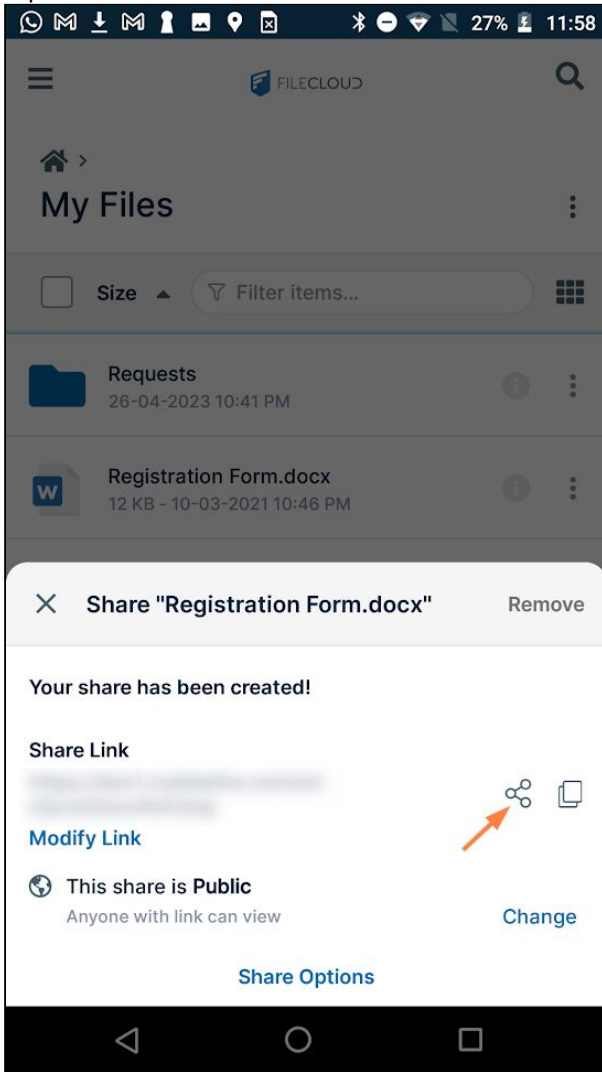 27% 11:58
FILECLOUD
My Files
Size Filter items...
Requests
26-04-2023 10:41 PM
Registration Form.docx
12 KB - 10-03-2021 10:46 PM
Share "Registration Form.docx" Remove
Your share has been created!
Share Link
Modify Link
This share is Public
Anyone with link can view Change
Share Options